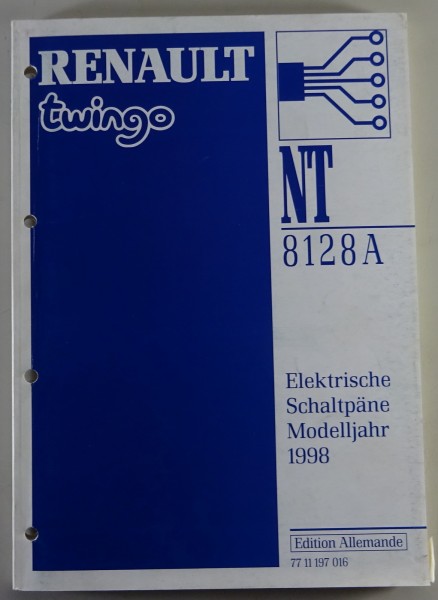 RENAULT
twingo
NT
8128A
Elektrische
Schaltpäne
Modelljahr
1998
Edition Allemande
77 11 197 016